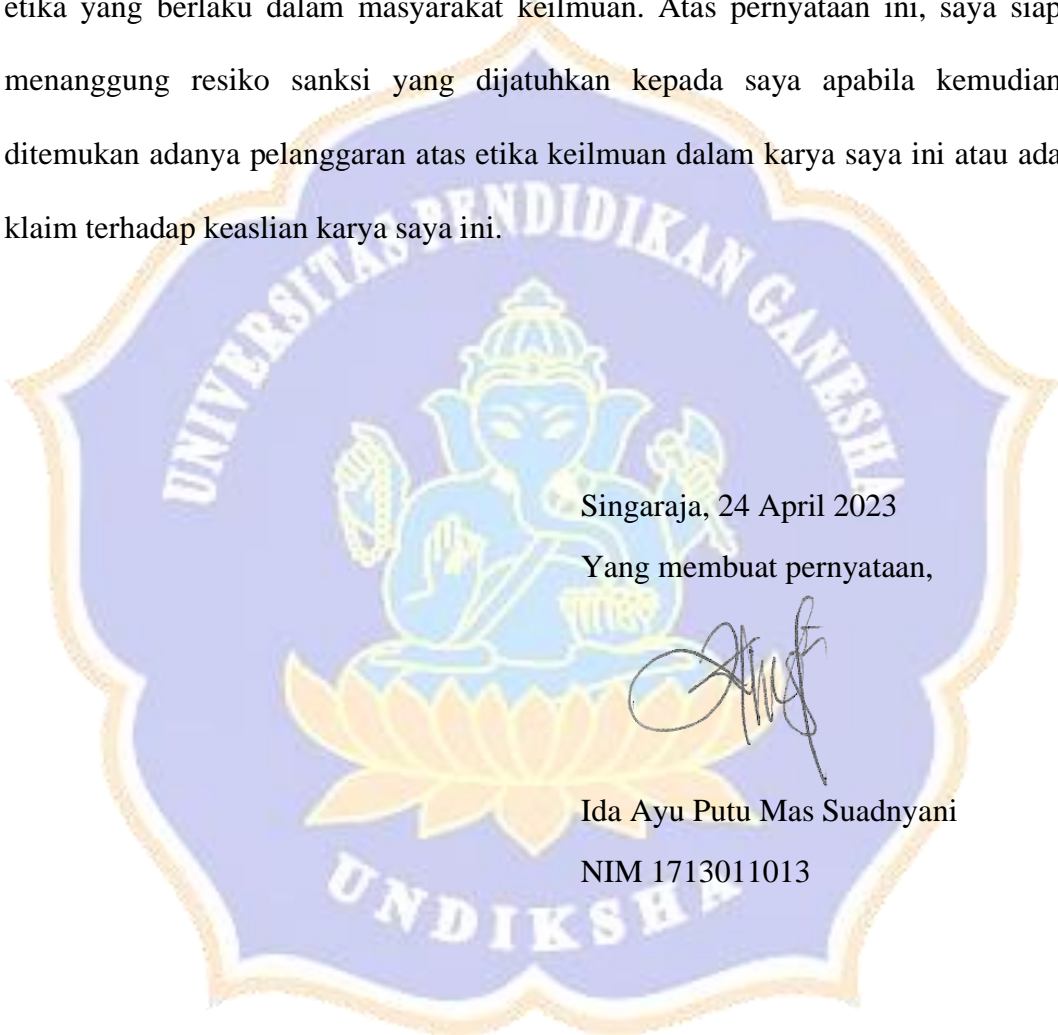 etika yang berlaku dalam masyarakat keilmuan. Atas pernyataan ini, saya siap
menanggung resiko sanksi yang dijatuhkan kepada saya apabila kemudian
ditemukan adanya pelanggaran atas etika keilmuan dalam karya saya ini atau ada
klaim terhadap keaslian karya saya ini.
UNIVERSITAS PENDIDIKAN GANESHA
Singaraja, 24 April 2023
Yang membuat pernyataan,
Ida Ayu Putu Mas Suadnyani
NIM 1713011013
UNDIKSHA